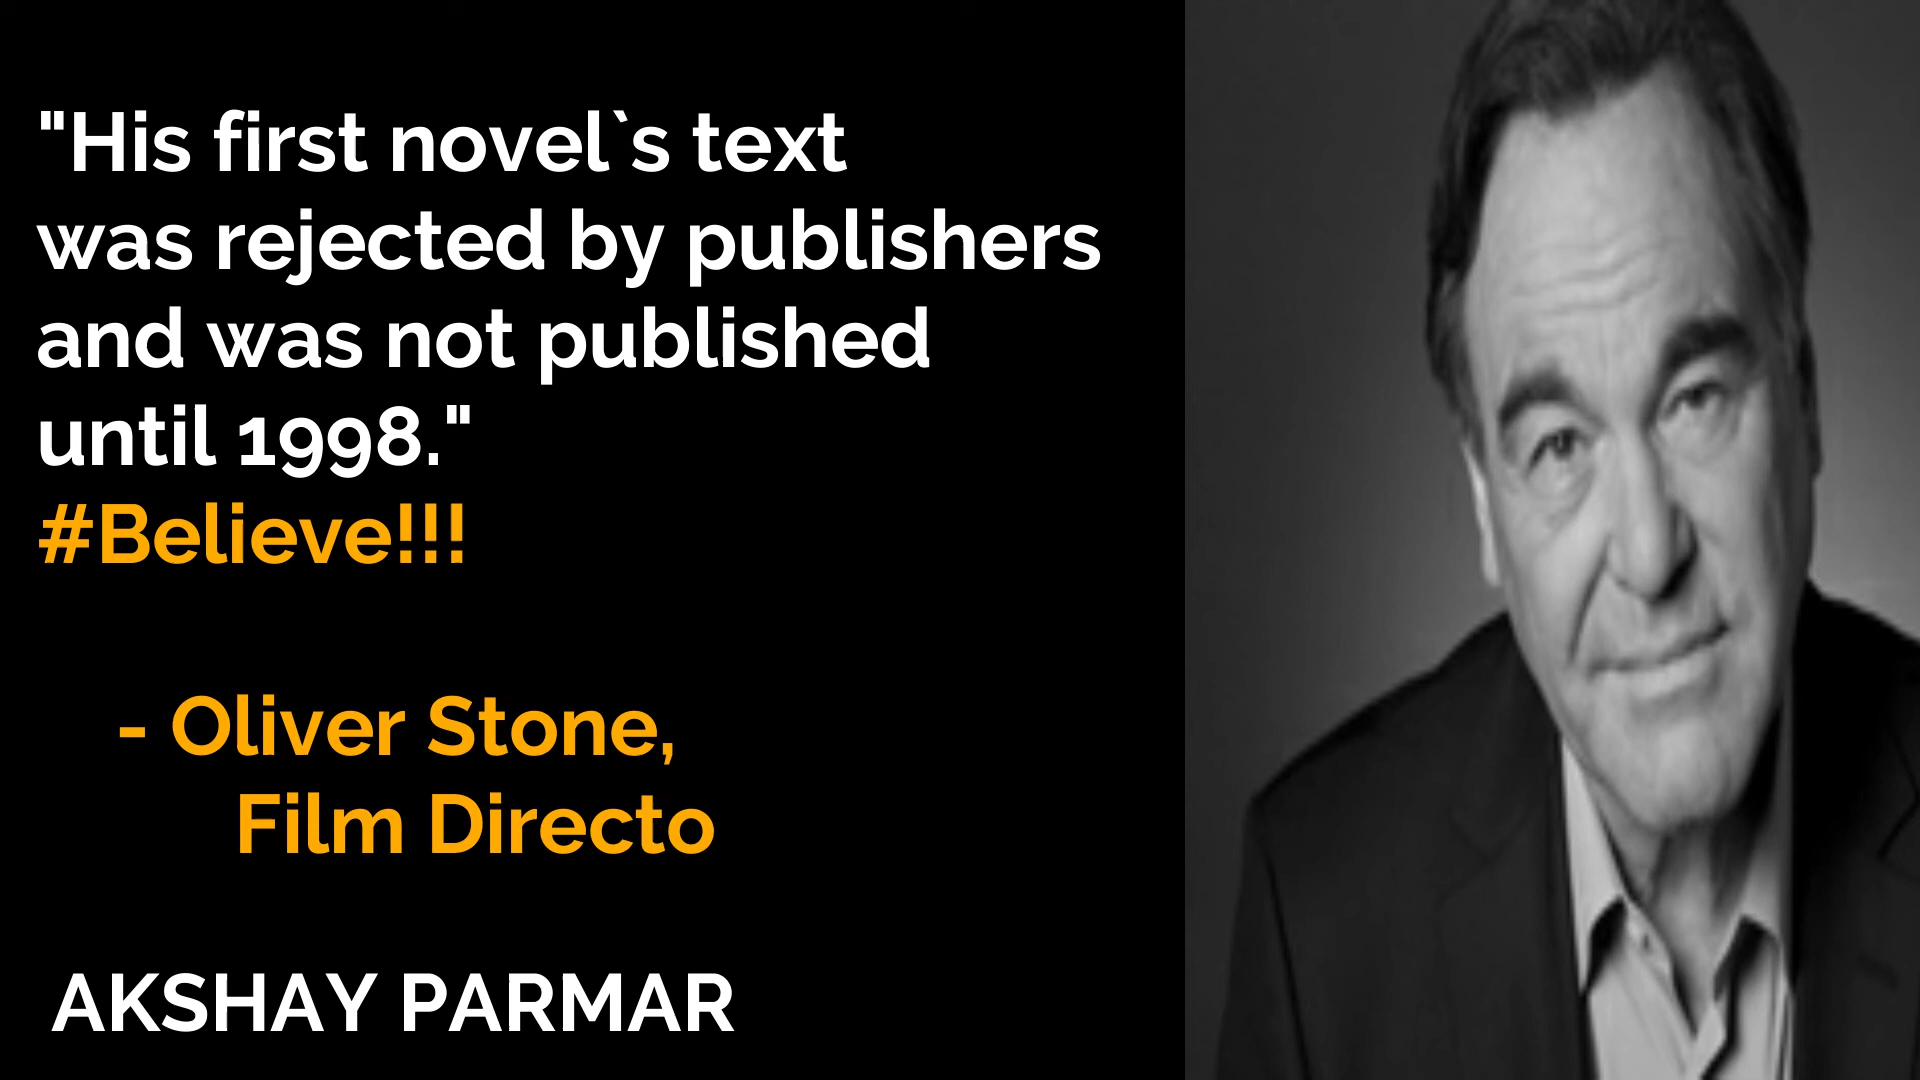 "His first novel`s text
was rejected by publishers
and was not published
until 1998."
#Believe!!!
- Oliver Stone,
Film Directo
AKSHAY PARMAR